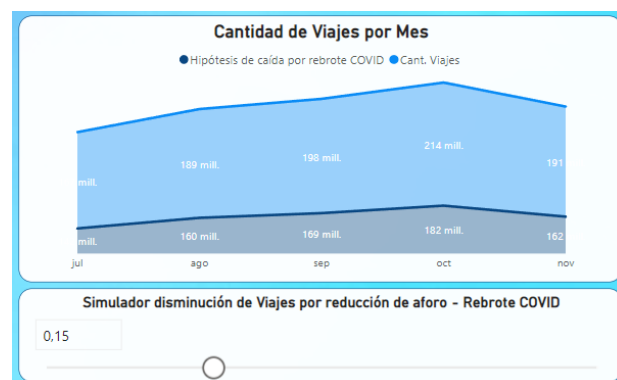 Cantidad de Viajes por Mes
Hipótesis de caída por rebrote COVID Cant. Viajes
214 mill.
198 mill.
189 mill.
191
mill.
182 mill.
169 mill.
160 mill.
162
mill.
jul ago sep oct nov
Simulador disminución de Viajes por reducción de aforo - Rebrote COVID
0,15